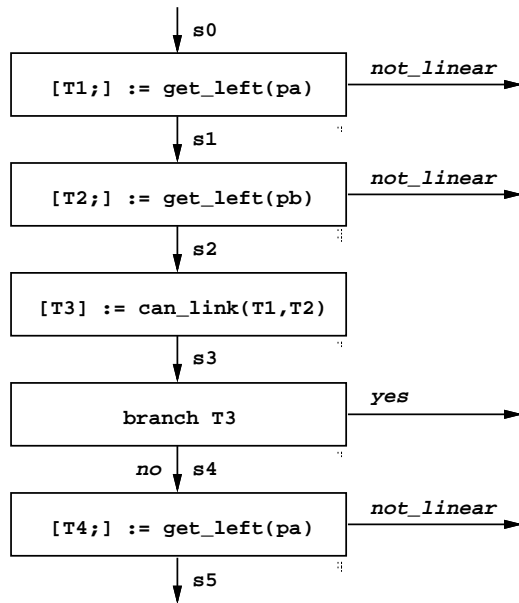 s0
[T1;] := get_left(pa)
not_linear
s1
[T2;] := get_left(pb)
not_linear
s2
[T3] := can_link(T1,T2)
s3
branch T3
yes
no s4
[T4;] := get_left(pa)
not_linear
s5